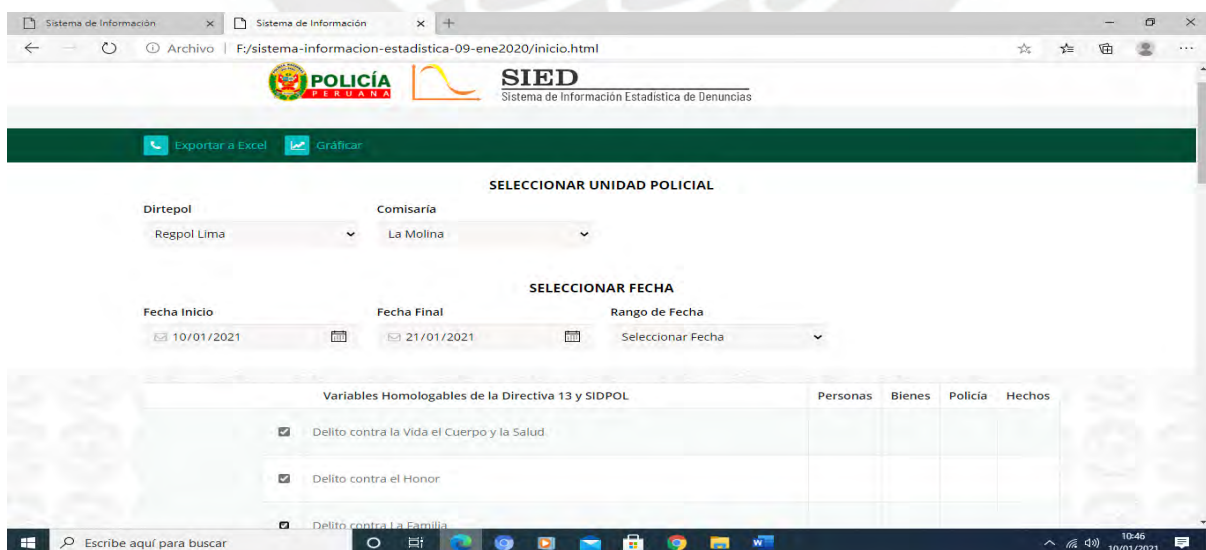 Sistema de Información Sistema de Información
Archivo F:/sistema-informacion-estadistica-09-ene2020/inicio.html
POLICÍA
PERUANA
SIED
Sistema de Información Estadistica de Denuncias
Exportar a Excel Gráficar
SELECCIONAR UNIDAD POLICIAL
Dirtepol Comisaría
Regpol Lima La Molina
SELECCIONAR FECHA
Fecha Inicio Fecha Final Rango de Fecha
10/01/2021 21/01/2021 Seleccionar Fecha
Variables Homologables de la Directiva 13 y SIDPOL Personas Bienes Policía Hechos
Delito contra la Vida el Cuerpo y la Salud
Delito contra el Honor
Delito contra La Familia
Escribe aquí para buscar
10:46
10/01/2021